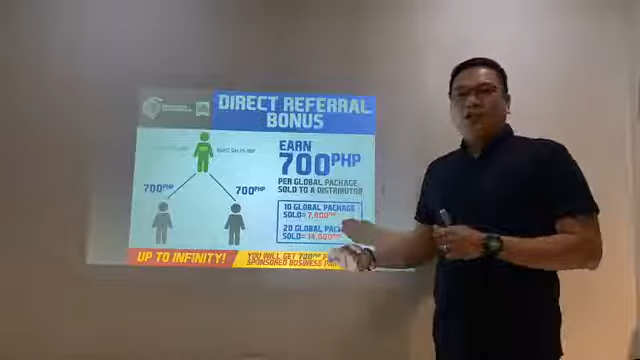 DIRECT REFERRAL
BONUS
EARN
700PHP
PER GLOBAL PACKAGE
SOLD TO A DISTRIBUTOR
700PHP
700PHP
10 GLOBAL PACKAGE
SOLD= 7,000
20 GLOBAL
SOLD= 14,000
UP TO INFINITY!
YOU WILL GET 700
SPONSORED BUSINESS